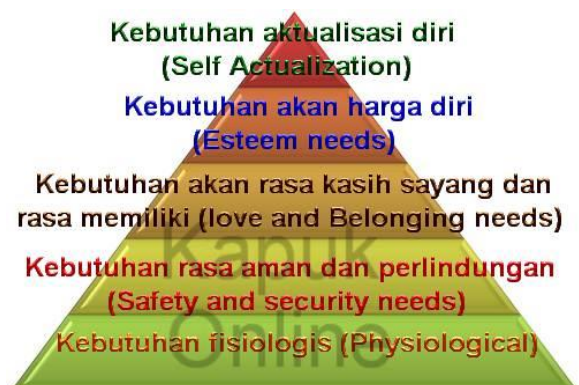 Kebutuhan aktualisasi diri
(Self Actualization)
Kebutuhan akan harga diri
(Esteem needs)
Kebutuhan akan rasa kasih sayang dan
rasa memiliki (love and Belonging needs)
Kebutuhan rasa aman dan perlindungan
(Safety and security needs)
Kebutuhan fisiologis (Physiological)
Kapuk
Online